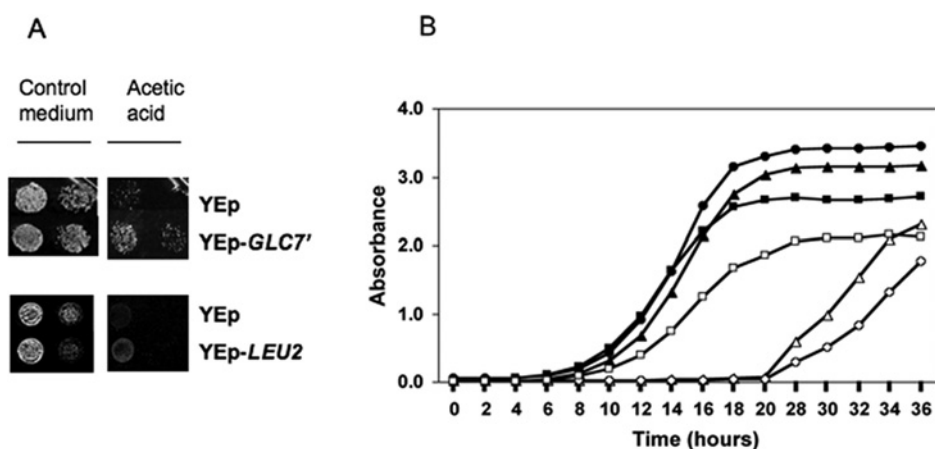 A
Control
medium
Acetic
acid
YEp
YEp-GLC7'
YEp
YEp-LEU2
B
Absorbance
4.0
3.0
2.0
1.0
0.0
0 2 4 6 8 10 12 14 16 18 20 28 30 32 34 36
Time (hours)